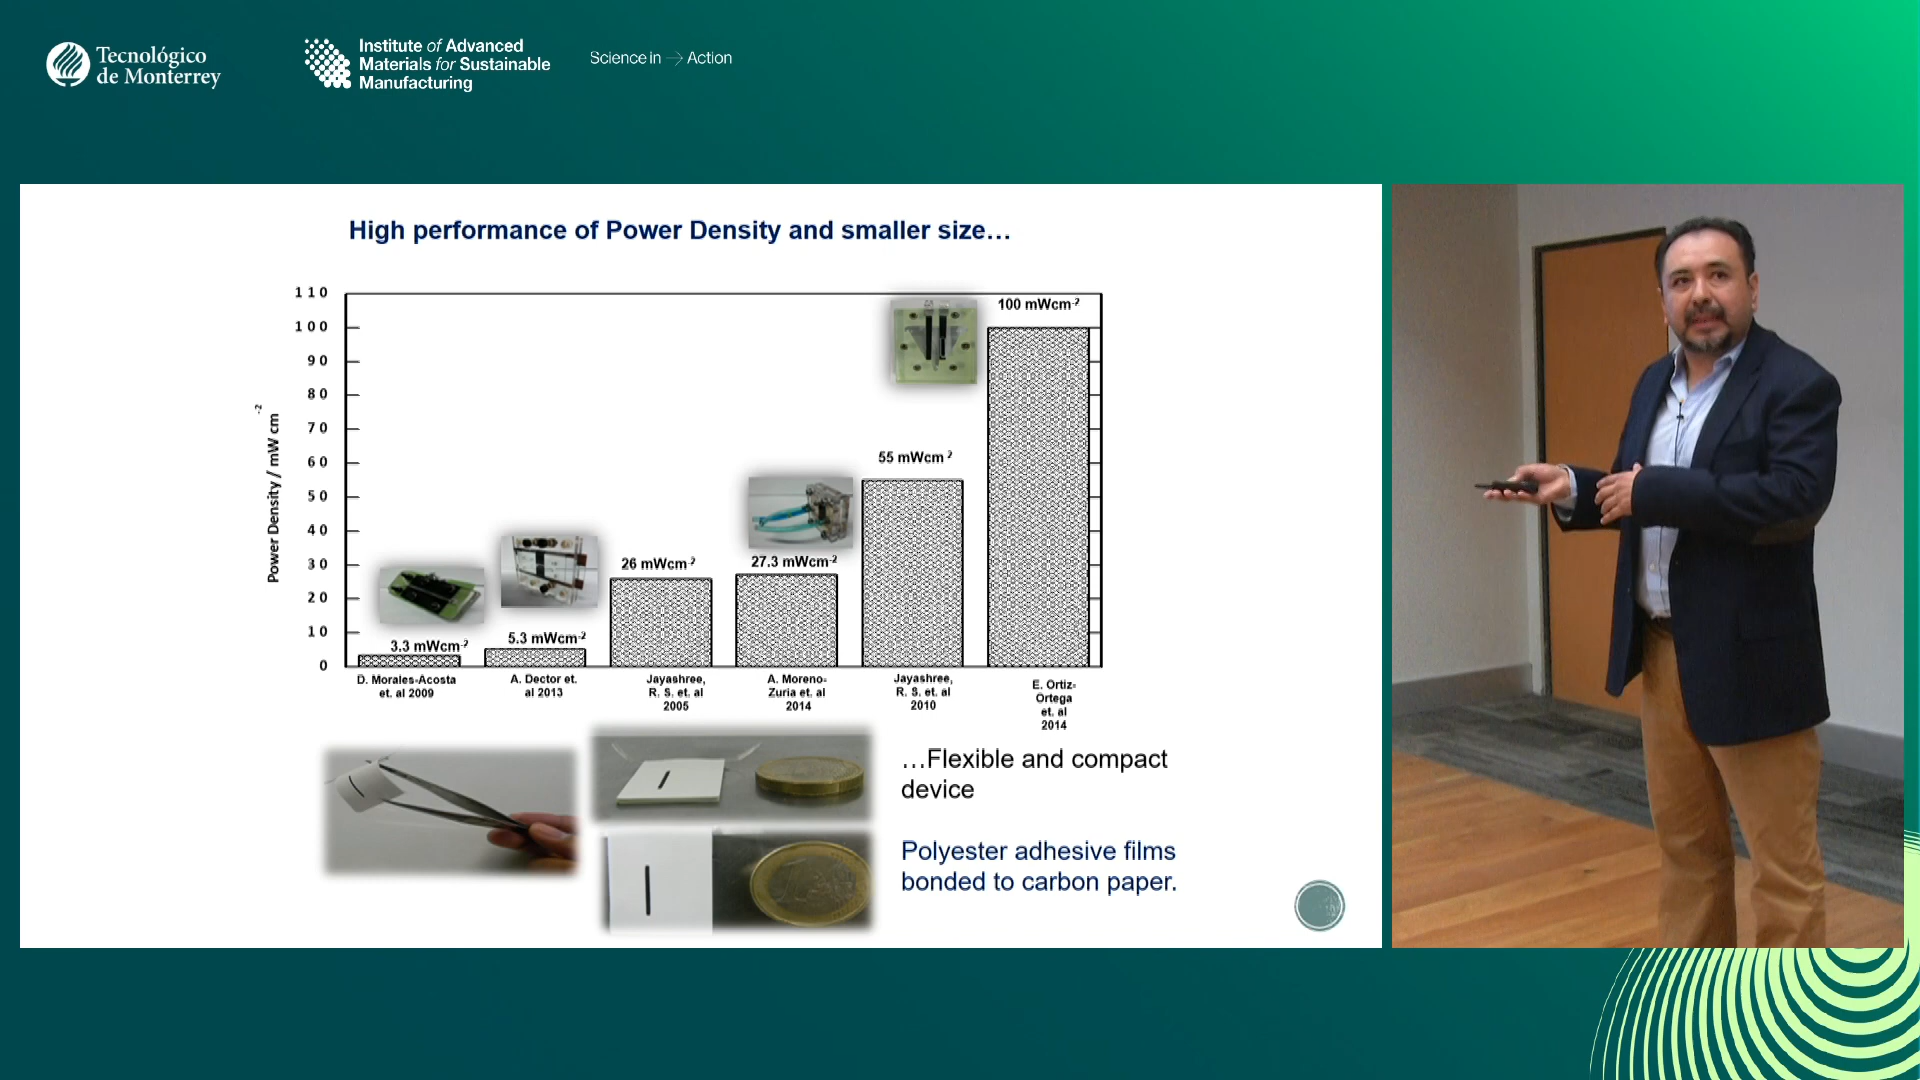 Tecnológico
de Monterrey
Institute of Advanced
Materials for Sustainable
Manufacturing
Science in → Action
High performance of Power Density and smaller size…
110
100
90
80
70
60
50
40
30
20
10
0
Power Density / mW cm-2
3.3 mWcm-2
5.3 mWcm-2
26 mWcm-2
27.3 mWcm-2
55 mWcm-2
100 mWcm-2
D. Morales-Acosta
et. al 2009
A. Dector et.
al 2013
Jayashree,
R. S. et. al
2005
A. Moreno-
Zuria et. al
2014
Jayashree,
R. S. et. al
2010
E. Ortiz-
Ortega
et. al
2014
…Flexible and compact
device
Polyester adhesive films
bonded to carbon paper.